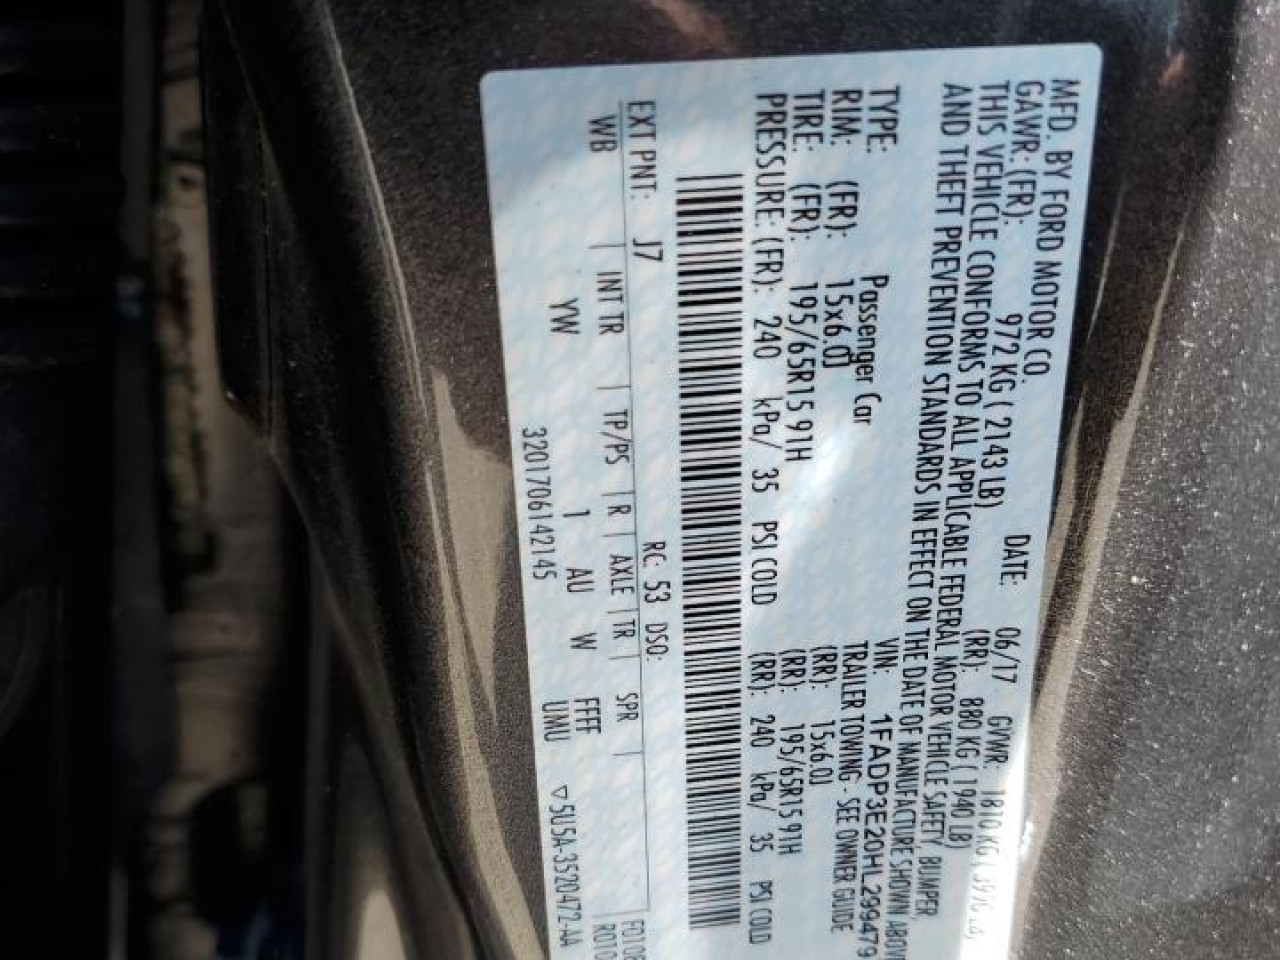 MFD. BY FORD MOTOR CO.
DATE: 06/17 GVWR: 1810 KG
GAWR: (FR): 972 KG ( 2143 LB) (RR): 880 KG ( 1940 LB)
THIS VEHICLE CONFORMS TO ALL APPLICABLE FEDERAL MOTOR VEHICLE SAFETY, BUMPER,
AND THEFT PREVENTION STANDARDS IN EFFECT ON THE DATE OF MANUFACTURE SHOWN
VIN: 1FADP3E20HL299479
TYPE: Passenger Car TRAILER TOWING - SEE OWNER GUIDE
RIM: (FR): 15x6.0J (RR): 15x6.0J
TIRE: (FR): 195/65R15 91H (RR): 195/65R15 91H
PRESSURE: (FR): 240 kPa/ 35 PSI COLD (RR): 240 kPa/ 35 PSI COLD
EXT PNT: J7 RC: 53 DSO:
WB | INT TR | TP/PS | R | AXLE | TR | SPR |
YW 1 AU W FFFF
320170614 2145 UMU ▽5U5A-3520472-AA